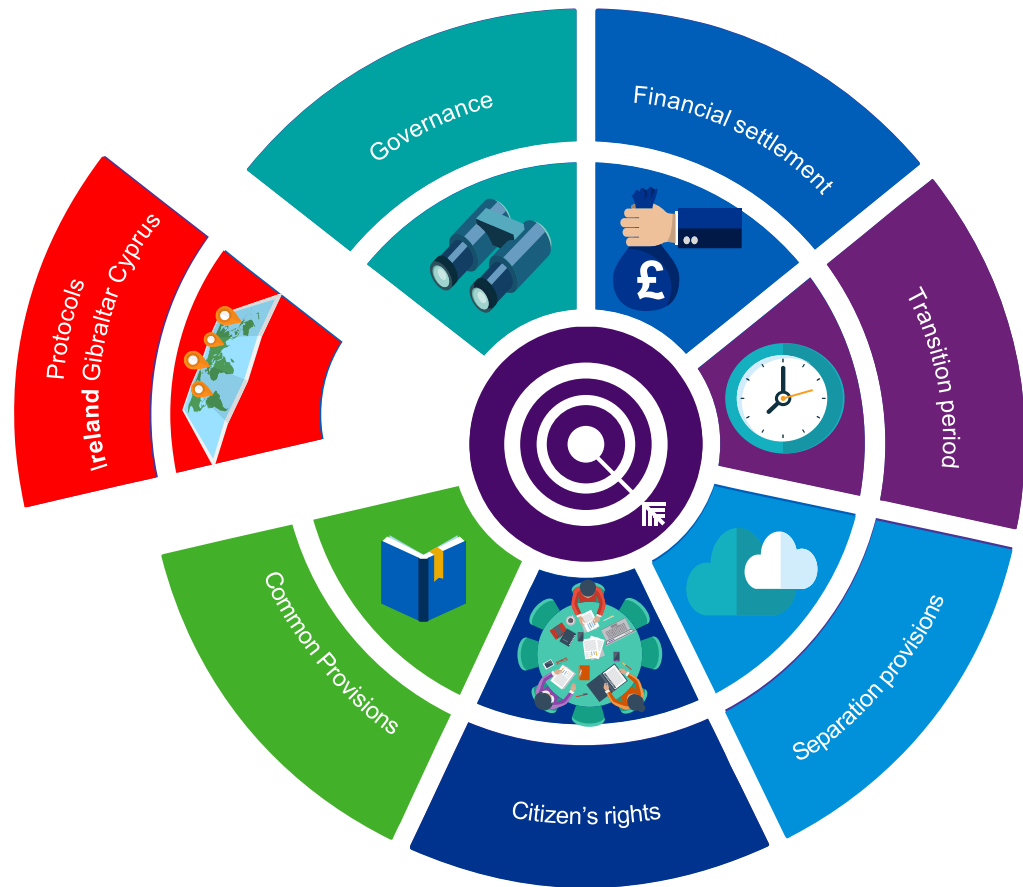 Governance
Financial settlement
Transition period
Separation provisions
Citizen’s rights
Common Provisions
Protocols
Ireland Gibraltar Cyprus
£